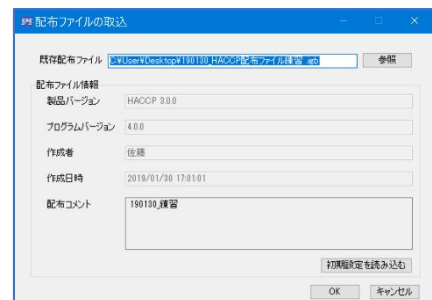 配布ファイルの取込
既存配布ファイル C:¥User¥Desktop¥190130_HACCP配布ファイル練習.igb 参照
配布ファイル情報
製品バージョン HACCP 3.0.0
プログラムバージョン 4.0.0
作成者 佐藤
作成日時 2019/01/30 17:01:01
配布コメント 190130_練習
初期設定を読み込む
OK キャンセル